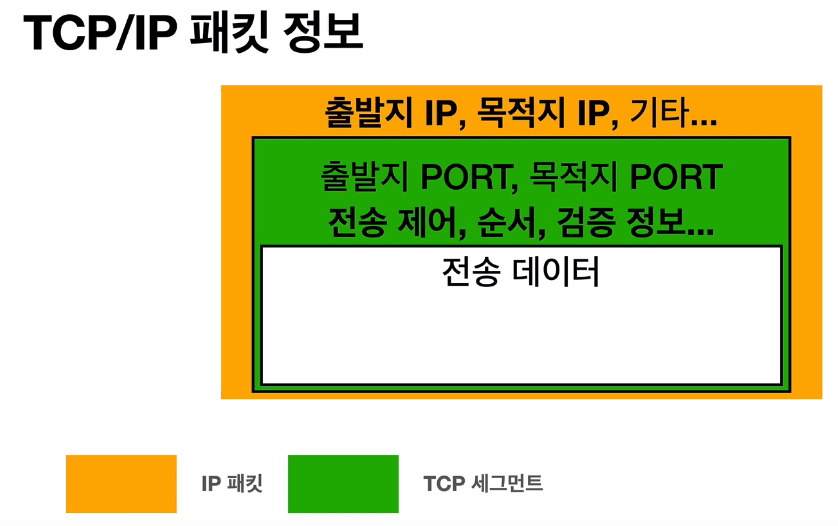 TCP/IP 패킷 정보
출발지 IP, 목적지 IP, 기타...
출발지 PORT, 목적지 PORT
전송 제어, 순서, 검증 정보...
전송 데이터
IP 패킷
TCP 세그먼트